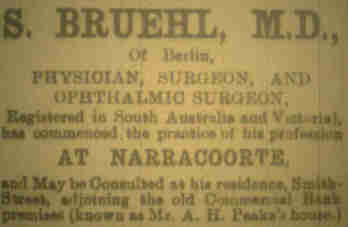 S. BRUEHL, M.D.,
Of Berlin,
PHYSICIAN, SURGEON, AND
OPHTHALMIC SURGEON,
Registered in South Australia and Victoria),
has commenced the practice of his profession
AT NARRACOORTE,
and May be Consulted at his residence, Smith-
Street, adjoining the old Commercial Bank
premises (known as Mr. A. H. Peake's house.)